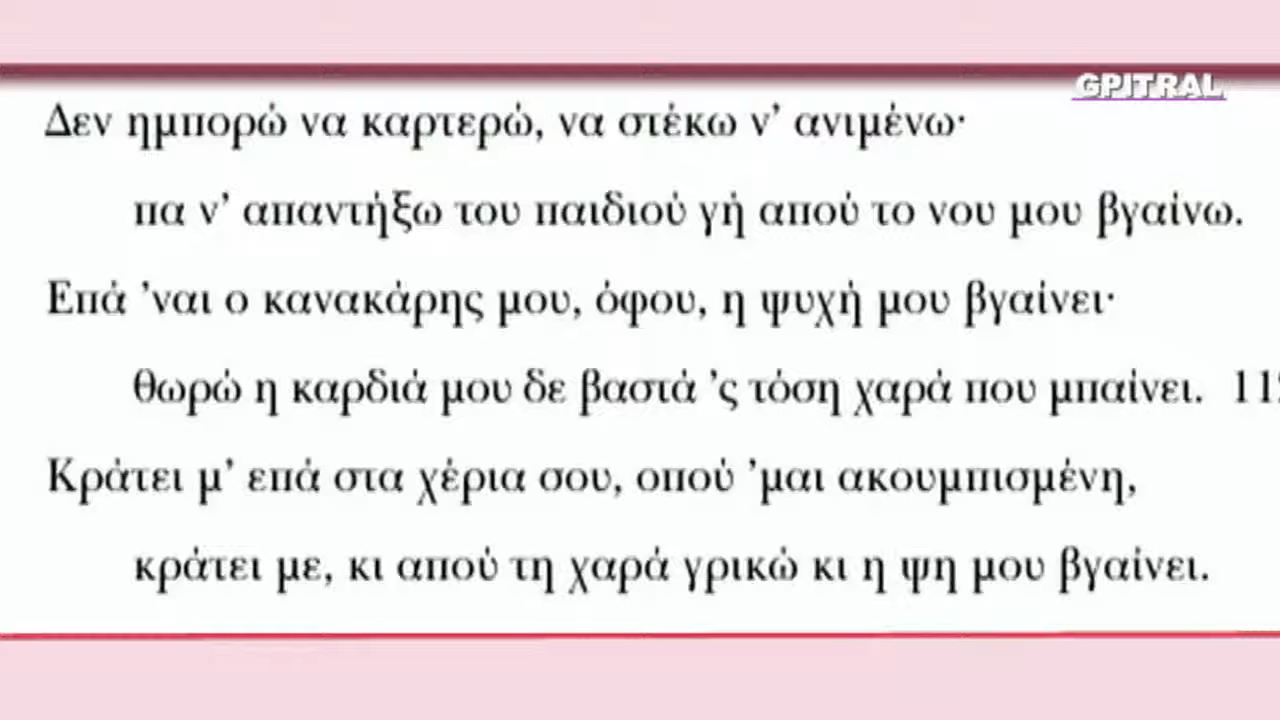 GPITRAL
Δεν ημπορώ να καρτερώ, να στέκω ν’ ανιμένω·
πα ν’ απαντήξω του παιδιού γή απού το νου μου βγαίνω.
Επά ’ναι ο κανακάρης μου, όφου, η ψυχή μου βγαίνει·
θωρώ η καρδιά μου δε βαστά ’ς τόση χαρά που μπαίνει.
Κράτει μ’ επά στα χέρια σου, οπού ’μαι ακουμπισμένη,
κράτει με, κι απού τη χαρά γρικώ κι η ψη μου βγαίνει.